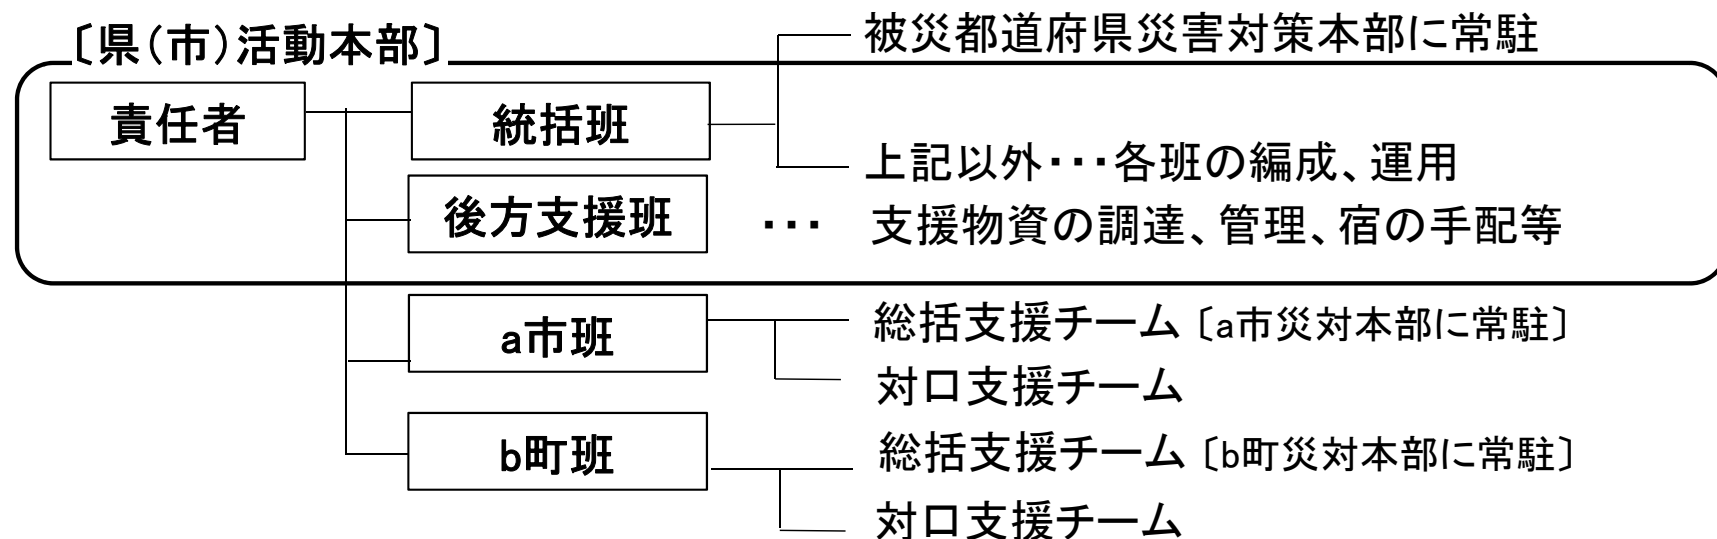 〔県(市)活動本部〕
被災都道府県災害対策本部に常駐
責任者
統括班
上記以外・・・各班の編成、運用
後方支援班 ・・・ 支援物資の調達、管理、宿の手配等
a市班
総括支援チーム〔a市災対本部に常駐〕
対口支援チーム
b町班
総括支援チーム〔b町災対本部に常駐〕
対口支援チーム